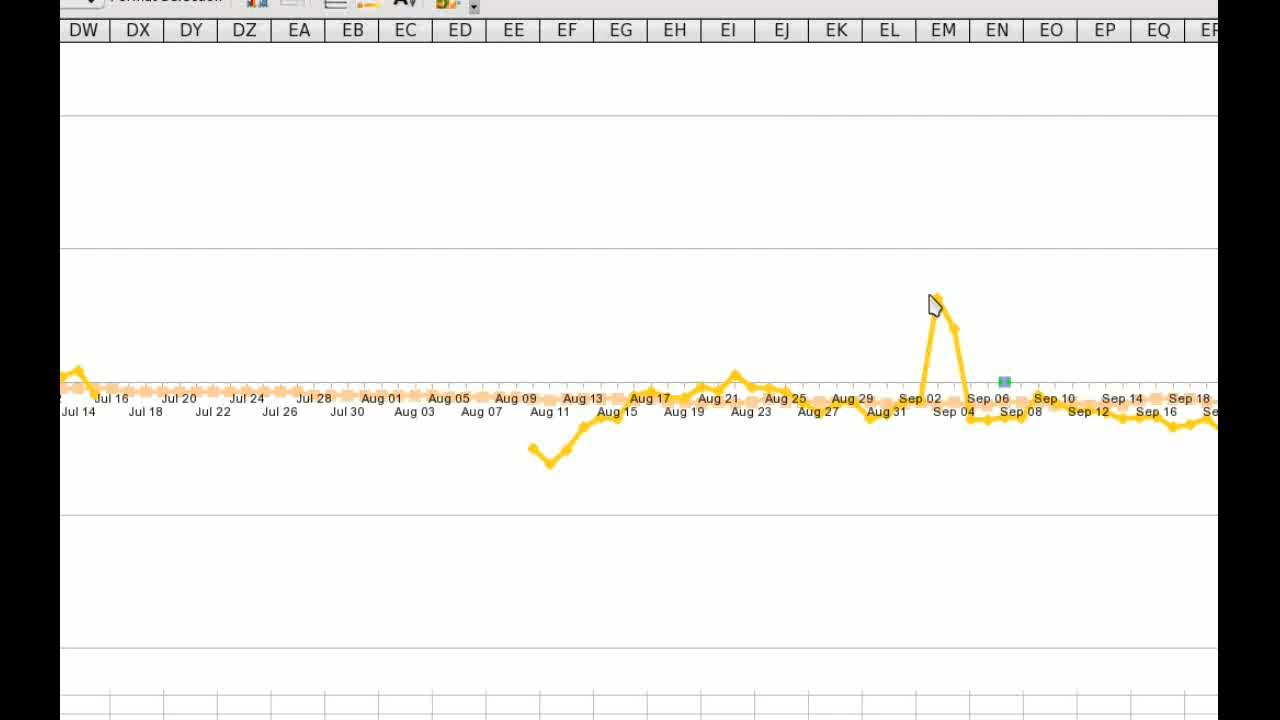 Format Selection
DW DX DY DZ EA EB EC ED EE EF EG EH EI EJ EK EL EM EN EO EP EQ
Jul 16 Jul 20 Jul 24 Jul 28 Aug 01 Aug 05 Aug 09 Aug 13 Aug 17 Aug 21 Aug 25 Aug 29 Sep 02 Sep 06 Sep 10 Sep 14 Sep 18
Jul 14 Jul 18 Jul 22 Jul 26 Jul 30 Aug 03 Aug 07 Aug 11 Aug 15 Aug 19 Aug 23 Aug 27 Aug 31 Sep 04 Sep 08 Sep 12 Sep 16